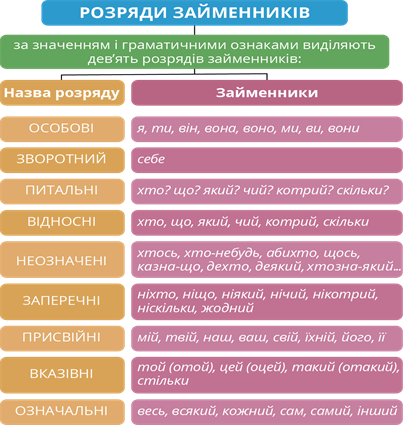 РОЗРЯДИ ЗАЙМЕННИКІВ
за значенням і граматичними ознаками виділяють
дев’ять розрядів займенників:
Назва розряду Займенники
ОСОБОВІ я, ти, він, вона, воно, ми, ви, вони
ЗВОРОТНИЙ себе
ПИТАЛЬНІ хто? що? який? чий? котрий? скільки?
ВІДНОСНІ хто, що, який, чий, котрий, скільки
НЕОЗНАЧЕНІ хтось, хто-небудь, абихто, щось,
казна-що, дехто, деякий, хтозна-який...
ЗАПЕРЕЧНІ ніхто, ніщо, ніякий, нічий, нікотрий,
ніскільки, жодний
ПРИСВІЙНІ мій, твій, наш, ваш, свій, їхній, його, її
ВКАЗІВНІ той (отой), цей (оцей), такий (отакий),
стільки
ОЗНАЧАЛЬНІ весь, всякий, кожний, сам, самий, інший